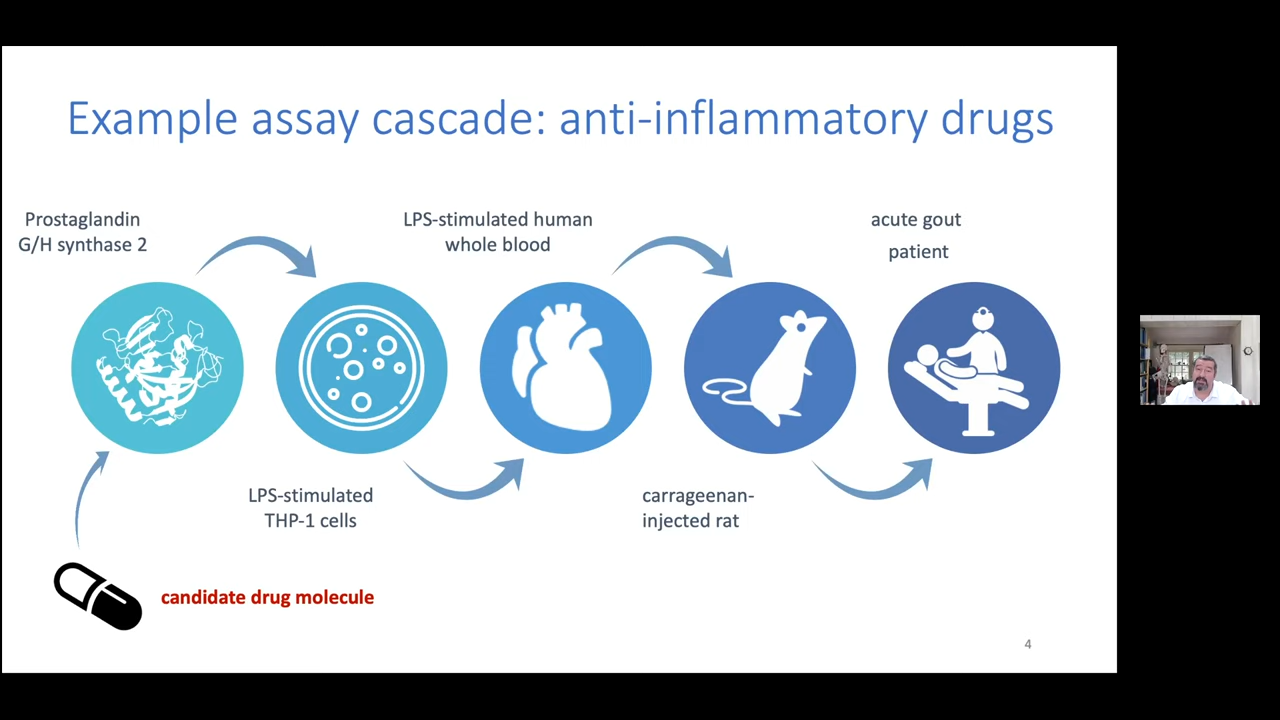 Example assay cascade: anti-inflammatory drugs
Prostaglandin
G/H synthase 2
LPS-stimulated human
whole blood
acute gout
patient
LPS-stimulated
THP-1 cells
carrageenan-
injected rat
candidate drug molecule
4